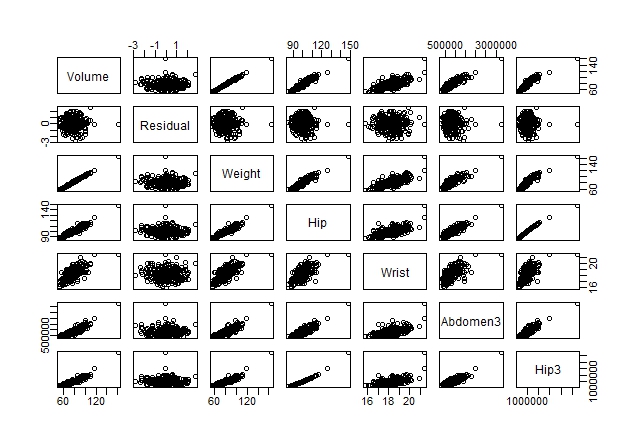 -3 -1 1 90 120 150 500000 3000000
Volume 60 140
Residual -3 0
Weight 60 140
90 140 Hip
Wrist 16 20
500000 Abdomen3
Hip3 1000000
60 120 60 120 16 18 20 1000000